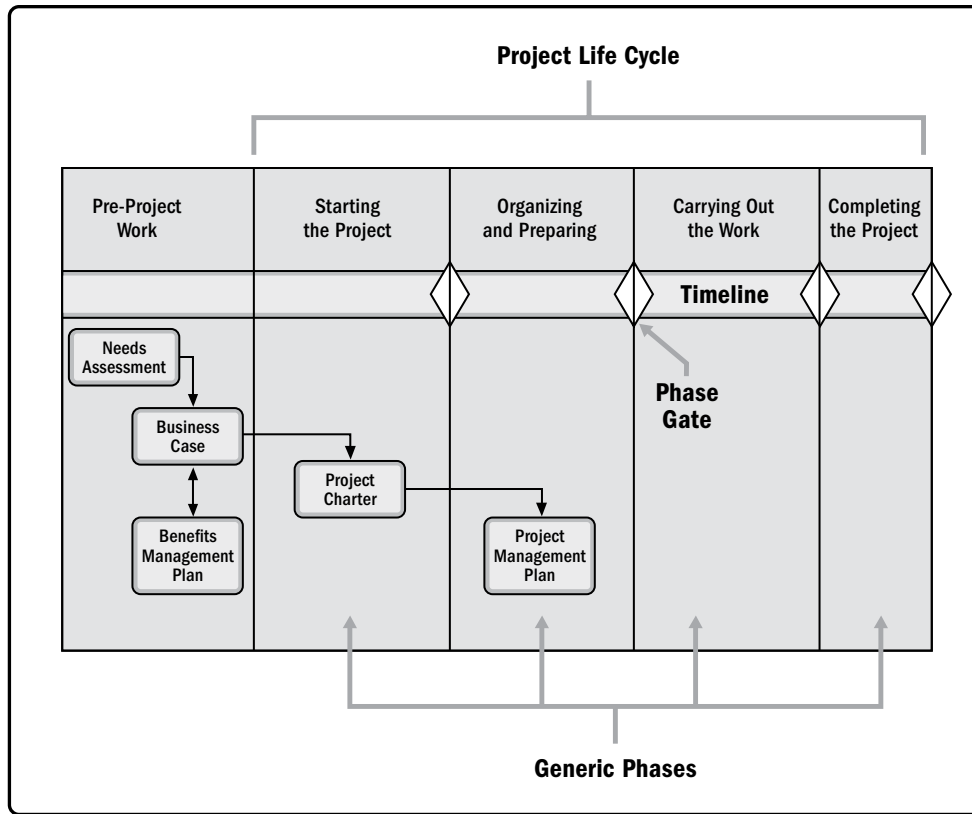 Project Life Cycle
Pre-Project
Work
Starting
the Project
Organizing
and Preparing
Carrying Out
the Work
Completing
the Project
Timeline
Needs
Assessment
Business
Case
Benefits
Management
Plan
Project
Charter
Project
Management
Plan
Phase
Gate
Generic Phases